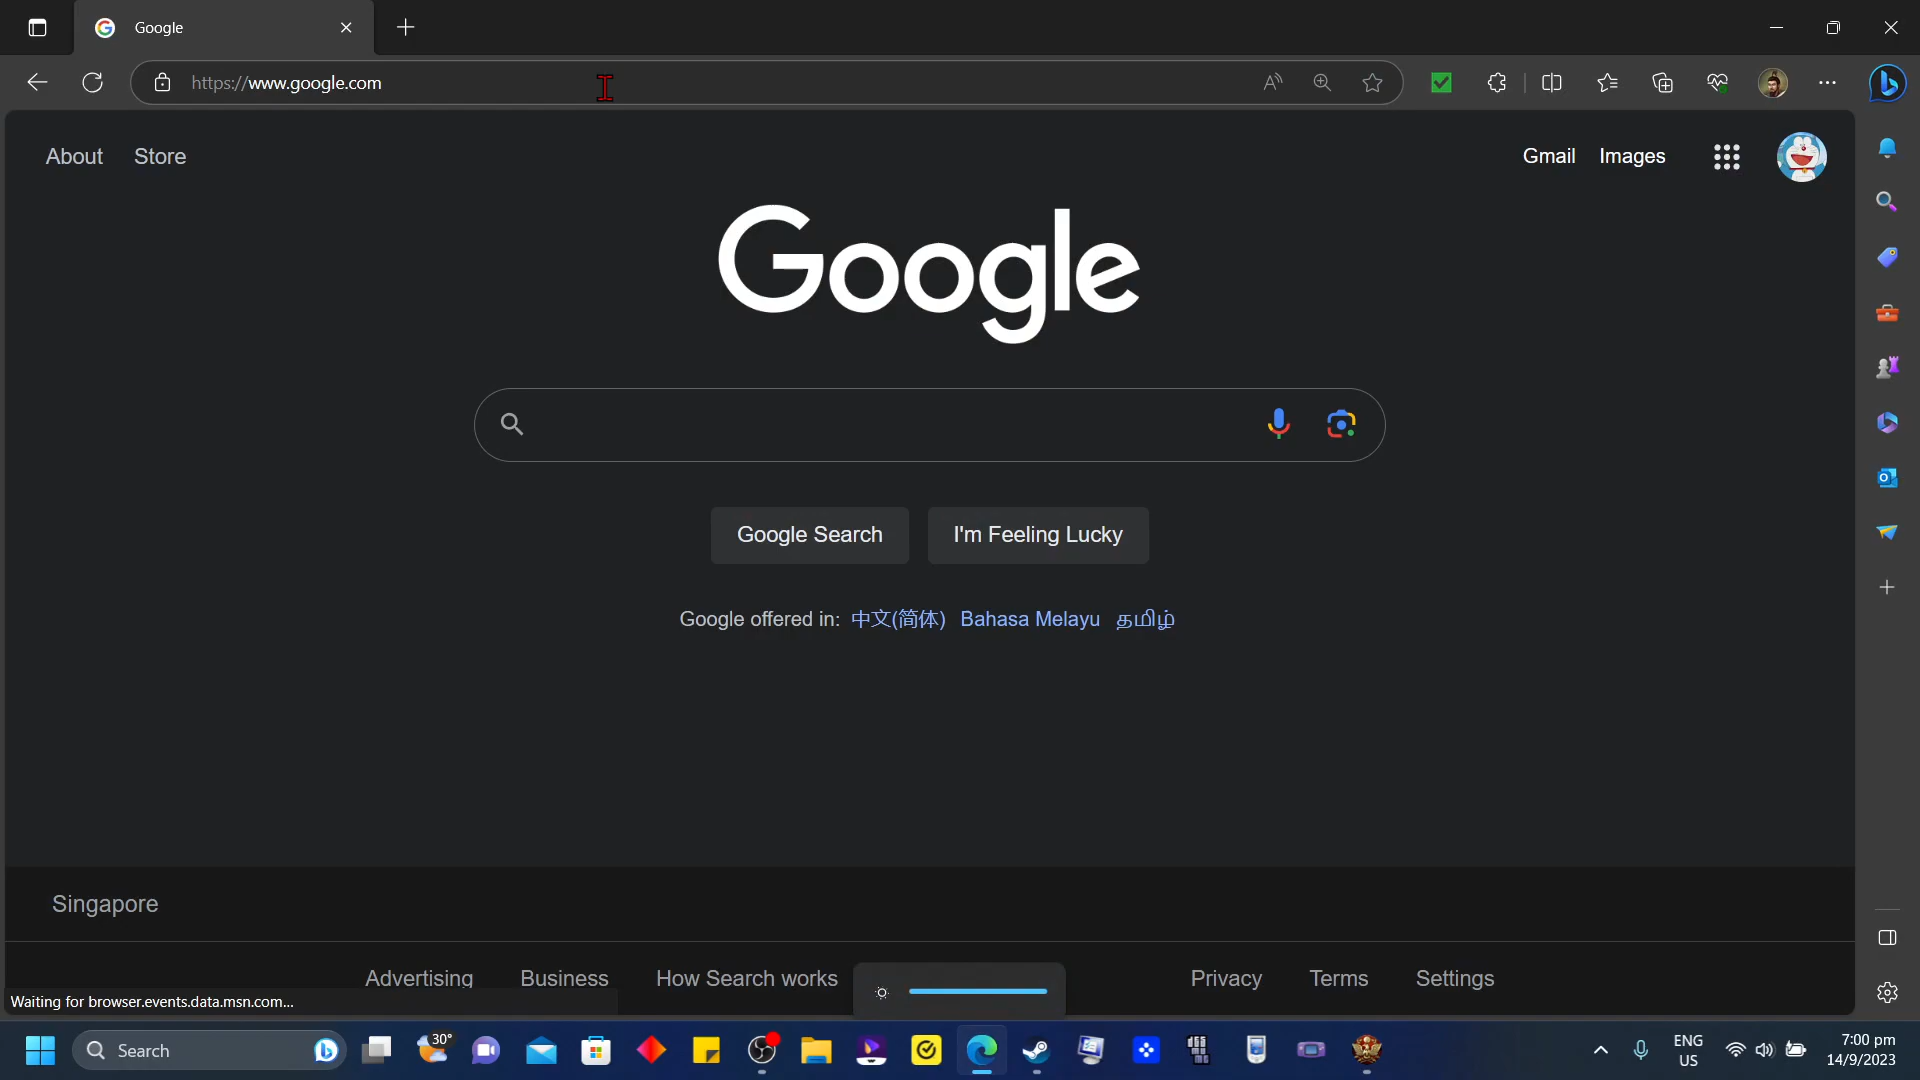 Google
https://www.google.com
About Store
Gmail Images
Google
Google Search I'm Feeling Lucky
Google offered in: 中文(简体) Bahasa Melayu தமிழ்
Singapore
Advertising Business How Search works Privacy Terms Settings
Waiting for browser.events.data.msn.com...
Search
30°
ENG
US
7:00 pm
14/9/2023